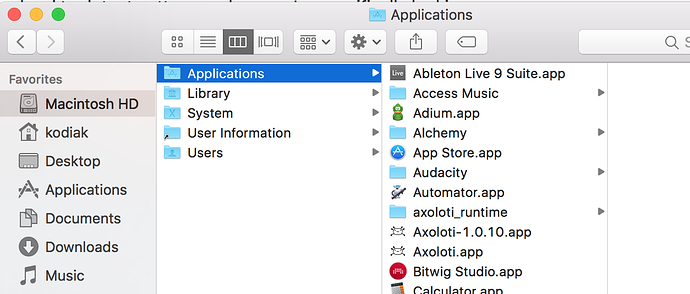 Applications
S
Favorites
Macintosh HD
kodiak
Desktop
Applications
Documents
Downloads
Music
Applications
Library
System
User Information
Users
Live
Ableton Live 9 Suite.app
Access Music
Adium.app
Alchemy
App Store.app
Audacity
Automator.app
axoloti_runtime
Axoloti-1.0.10.app
Axoloti.app
Bitwig Studio.app
Calculator.app